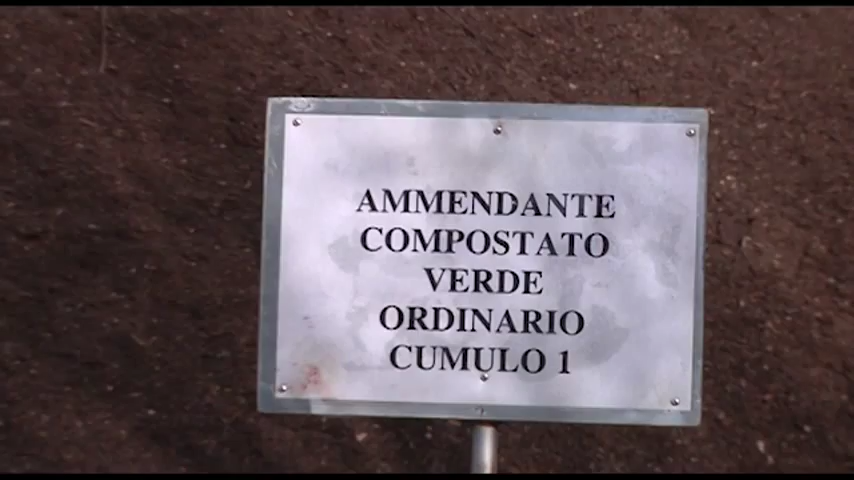 AMMENDANTE
COMPOSTATO
VERDE
ORDINARIO
CUMULO 1